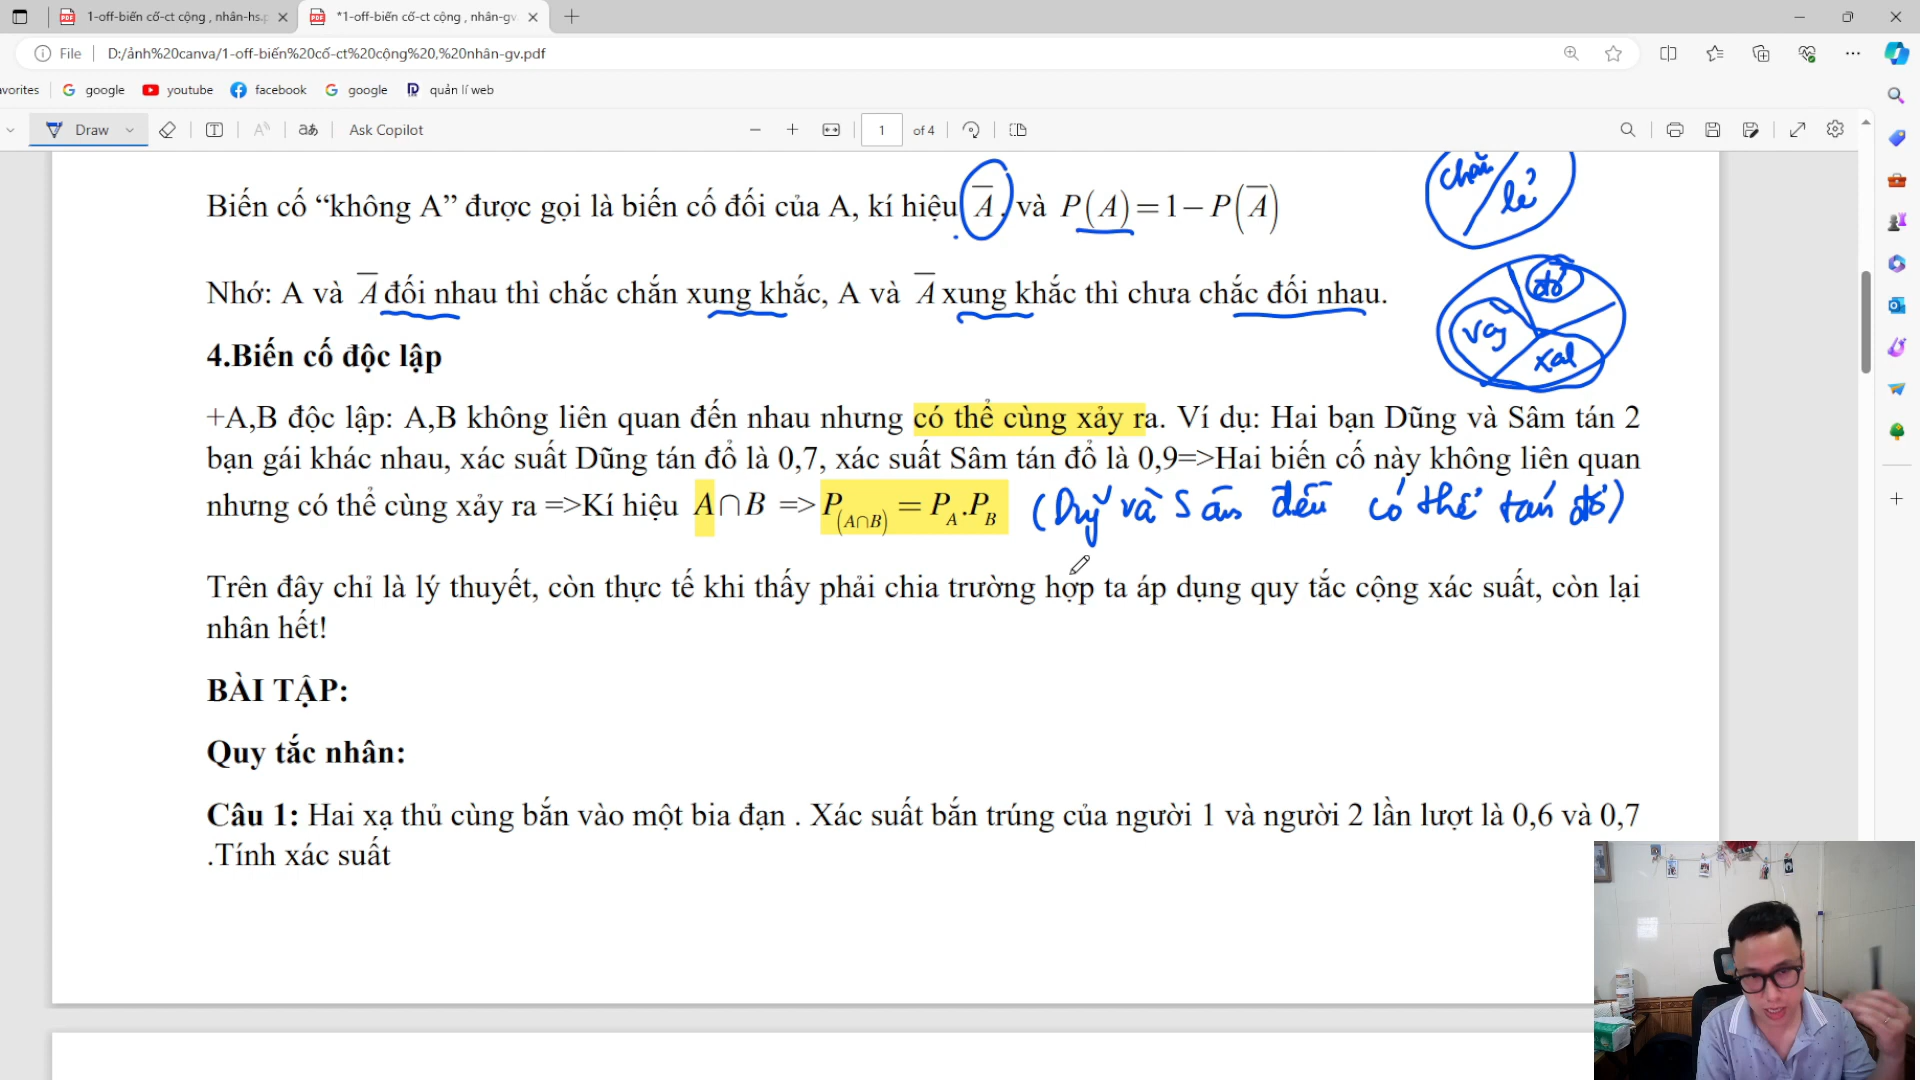 1-off-biến cố-ct cộng , nhân-hs.p
*1-off-biến cố-ct cộng , nhân-gv.
File
D:/ảnh%20canva/1-off-biến%20cố-ct%20cộng%20,%20nhân-gv.pdf
avorites
google
youtube
facebook
google
quản lí web
Draw
aあ
Ask Copilot
1 of 4
chẵn
lẻ
Biến cố “không A” được gọi là biến cố đối của A, kí hiệu A̅, và P(A)=1−P(A̅)
Nhớ: A và A̅ đối nhau thì chắc chắn xung khắc, A và A̅ xung khắc thì chưa chắc đối nhau.
đỏ
xah
4.Biến cố độc lập
+A,B độc lập: A,B không liên quan đến nhau nhưng có thể cùng xảy ra. Ví dụ: Hai bạn Dũng và Sâm tán 2
bạn gái khác nhau, xác suất Dũng tán đổ là 0,7, xác suất Sâm tán đổ là 0,9=>Hai biến cố này không liên quan
nhưng có thể cùng xảy ra =>Kí hiệu A∩B => P(A∩B) = PA.PB (Dũg và Sâm đều có thể tán đổ)
Trên đây chỉ là lý thuyết, còn thực tế khi thấy phải chia trường hợp ta áp dụng quy tắc cộng xác suất, còn lại
nhân hết!
BÀI TẬP:
Quy tắc nhân:
Câu 1: Hai xạ thủ cùng bắn vào một bia đạn . Xác suất bắn trúng của người 1 và người 2 lần lượt là 0,6 và 0,7
.Tính xác suất